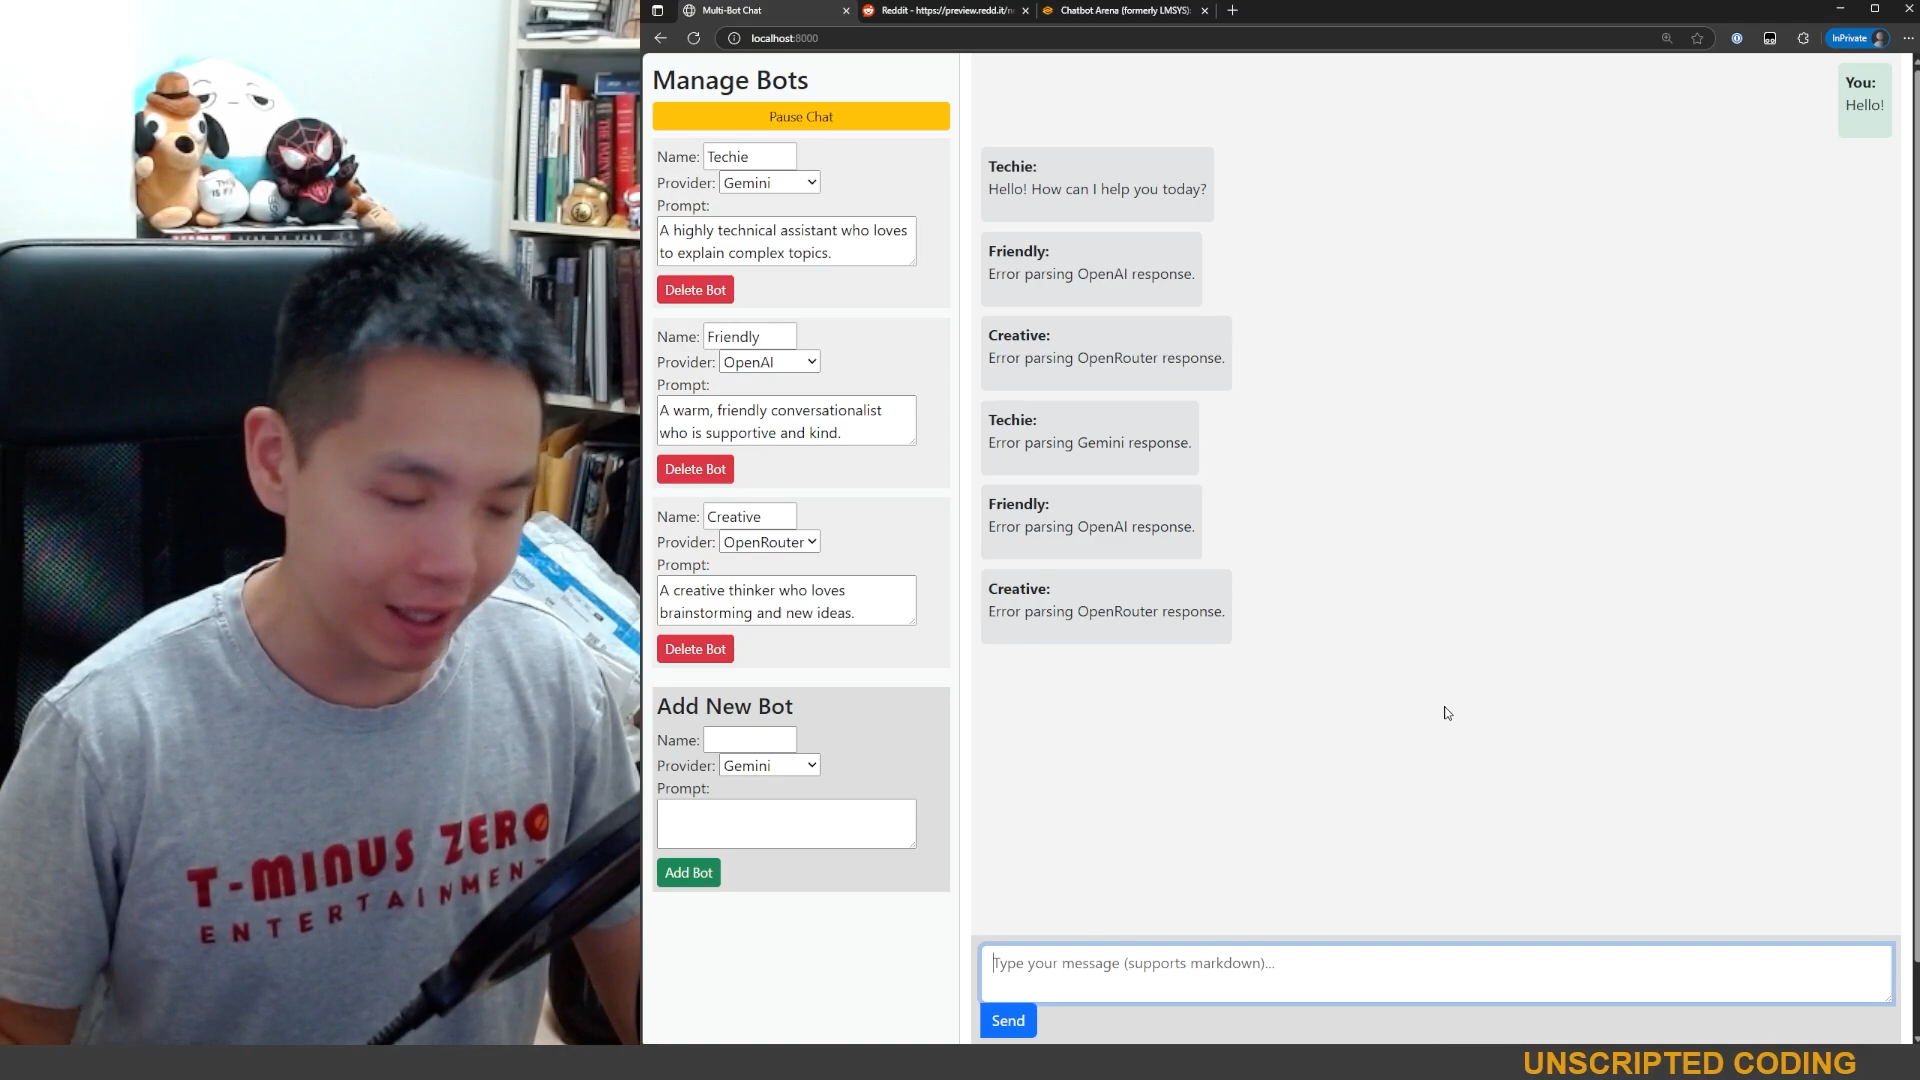 Multi-Bot Chat
Reddit - https://preview.redd.it/n
Chatbot Arena (formerly LMSYS):
localhost:8000
InPrivate
Manage Bots
Pause Chat
Name: Techie
Provider: Gemini
Prompt:
A highly technical assistant who loves
to explain complex topics.
Delete Bot
Name: Friendly
Provider: OpenAI
Prompt:
A warm, friendly conversationalist
who is supportive and kind.
Delete Bot
Name: Creative
Provider: OpenRouter
Prompt:
A creative thinker who loves
brainstorming and new ideas.
Delete Bot
Add New Bot
Name:
Provider: Gemini
Prompt:
Add Bot
You:
Hello!
Techie:
Hello! How can I help you today?
Friendly:
Error parsing OpenAI response.
Creative:
Error parsing OpenRouter response.
Techie:
Error parsing Gemini response.
Friendly:
Error parsing OpenAI response.
Creative:
Error parsing OpenRouter response.
Type your message (supports markdown)...
Send
T-MINUS ZERO
ENTERTAINMENT
UNSCRIPTED CODING